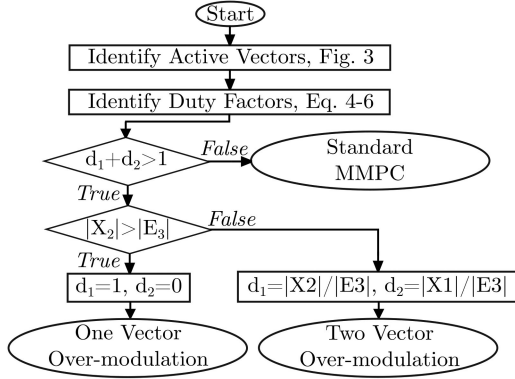 Start
Identify Active Vectors, Fig. 3
Identify Duty Factors, Eq. 4-6
d₁+d₂>1
False
Standard
MMPC
True
|X₂|>|E₃|
False
True
d₁=1, d₂=0
d₁=|X2|/|E3|, d₂=|X1|/|E3|
One Vector
Over-modulation
Two Vector
Over-modulation